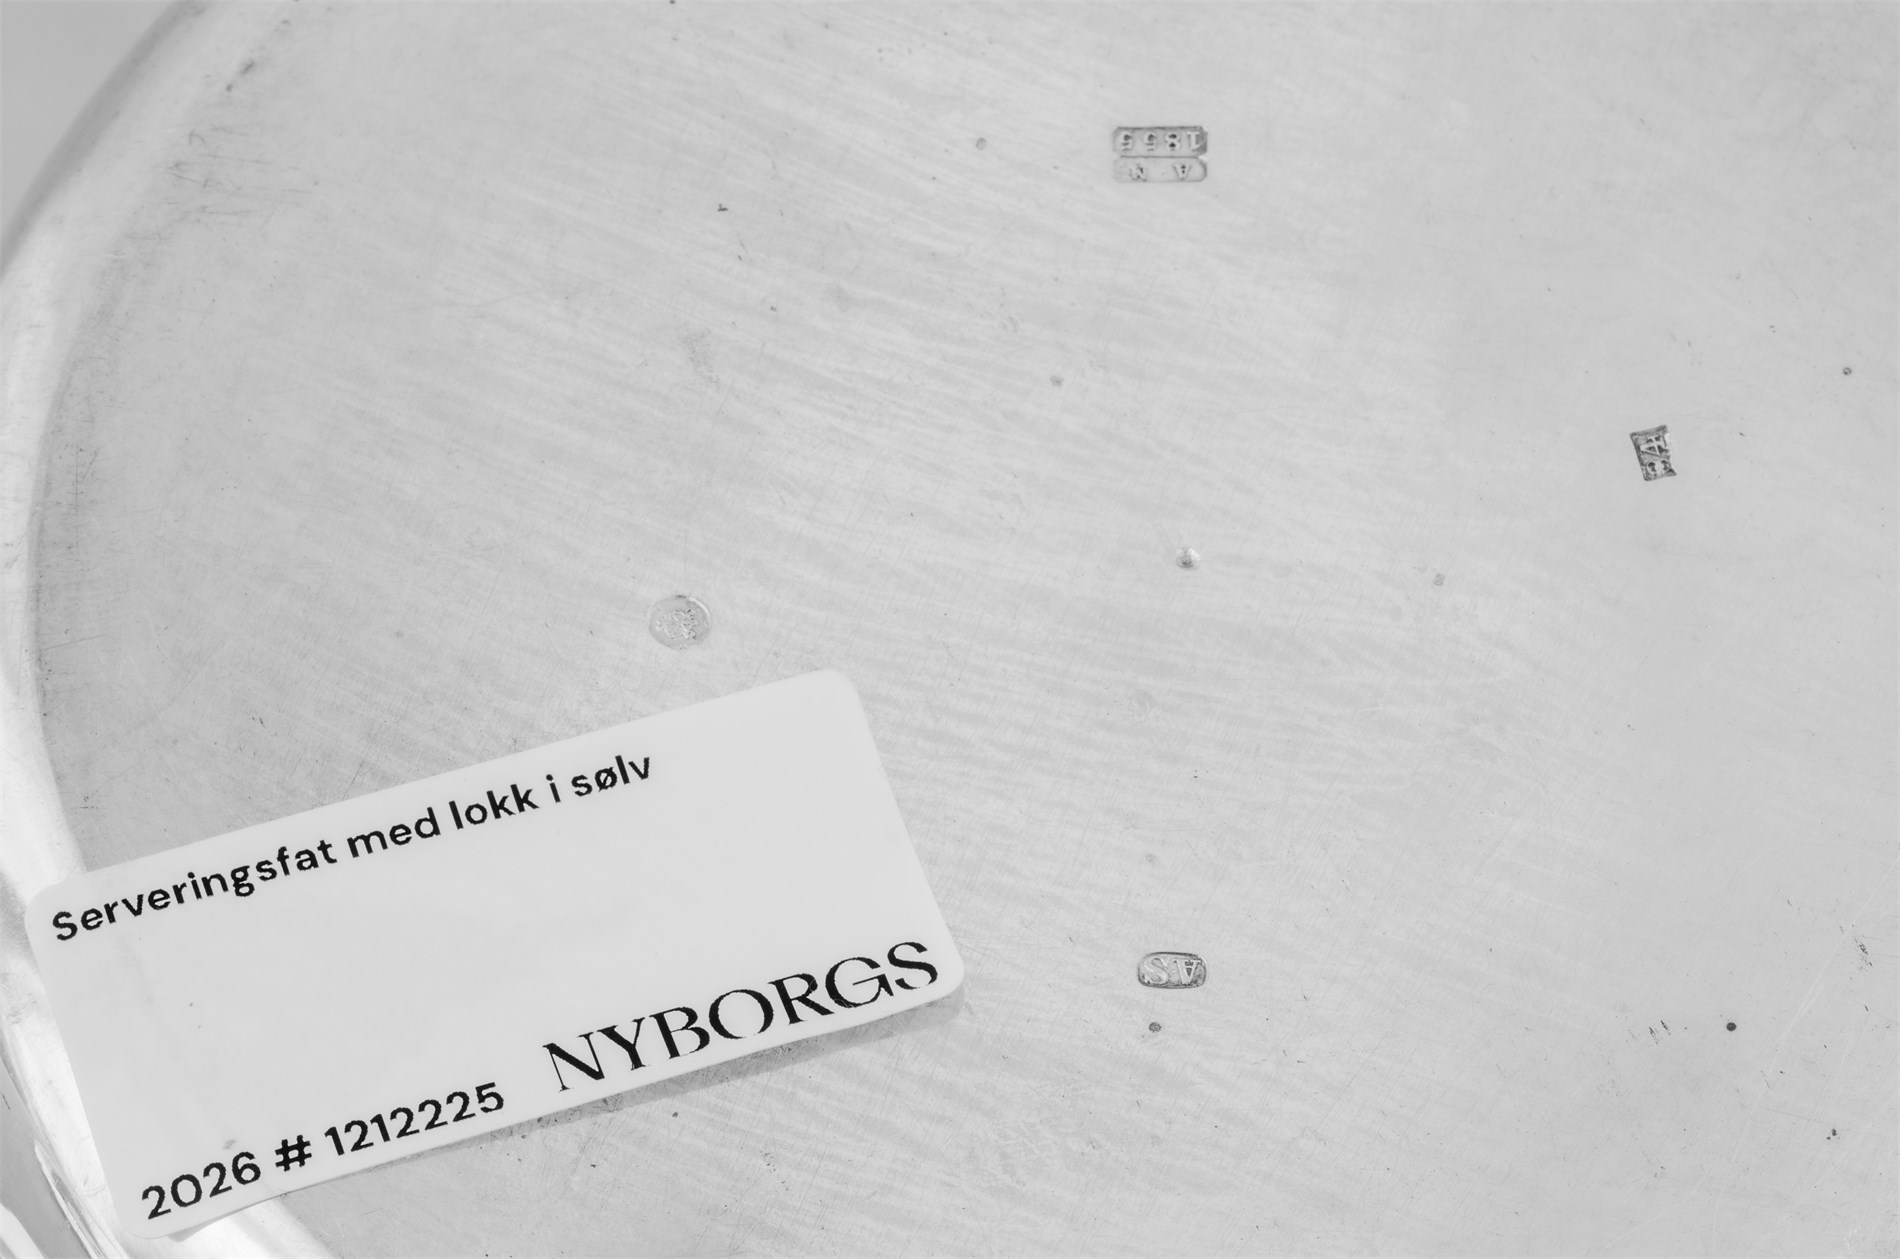 1855
A.S
Serveringsfat med lokk i sølv
NYBORGS
2026 # 1212225